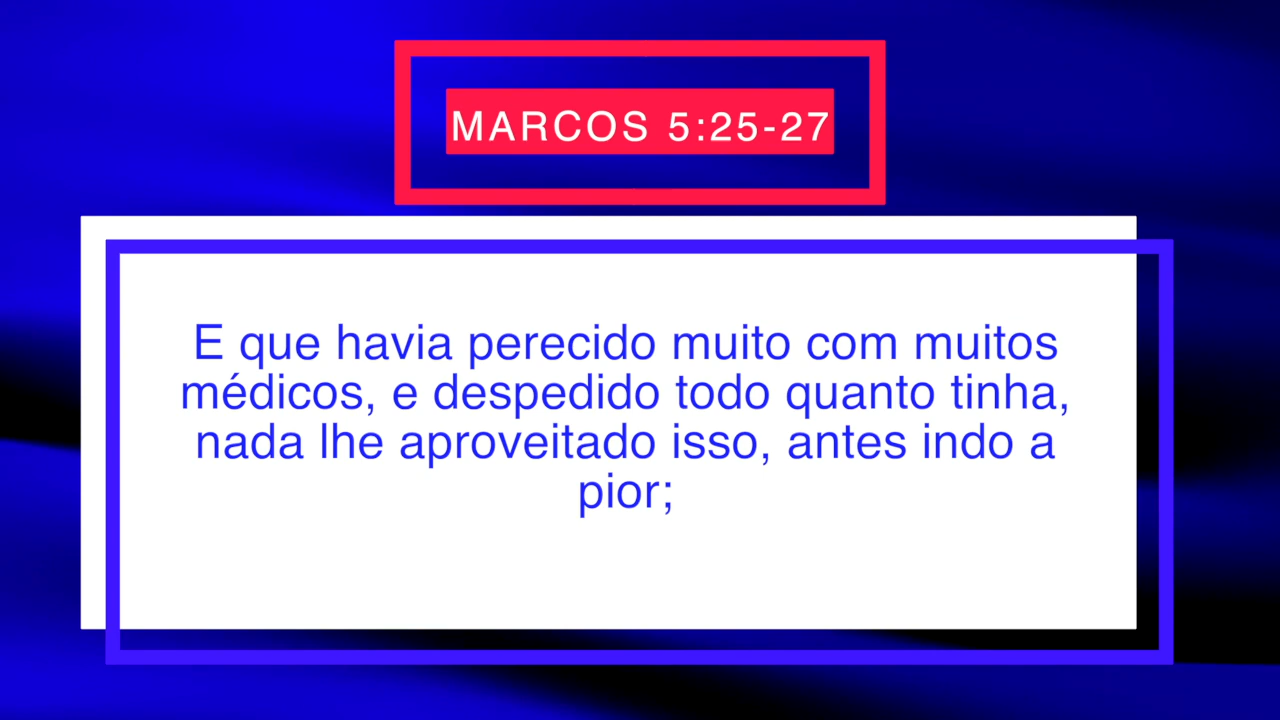 MARCOS 5:25-27
E que havia perecido muito com muitos
médicos, e despedido todo quanto tinha,
nada lhe aproveitado isso, antes indo a
pior;